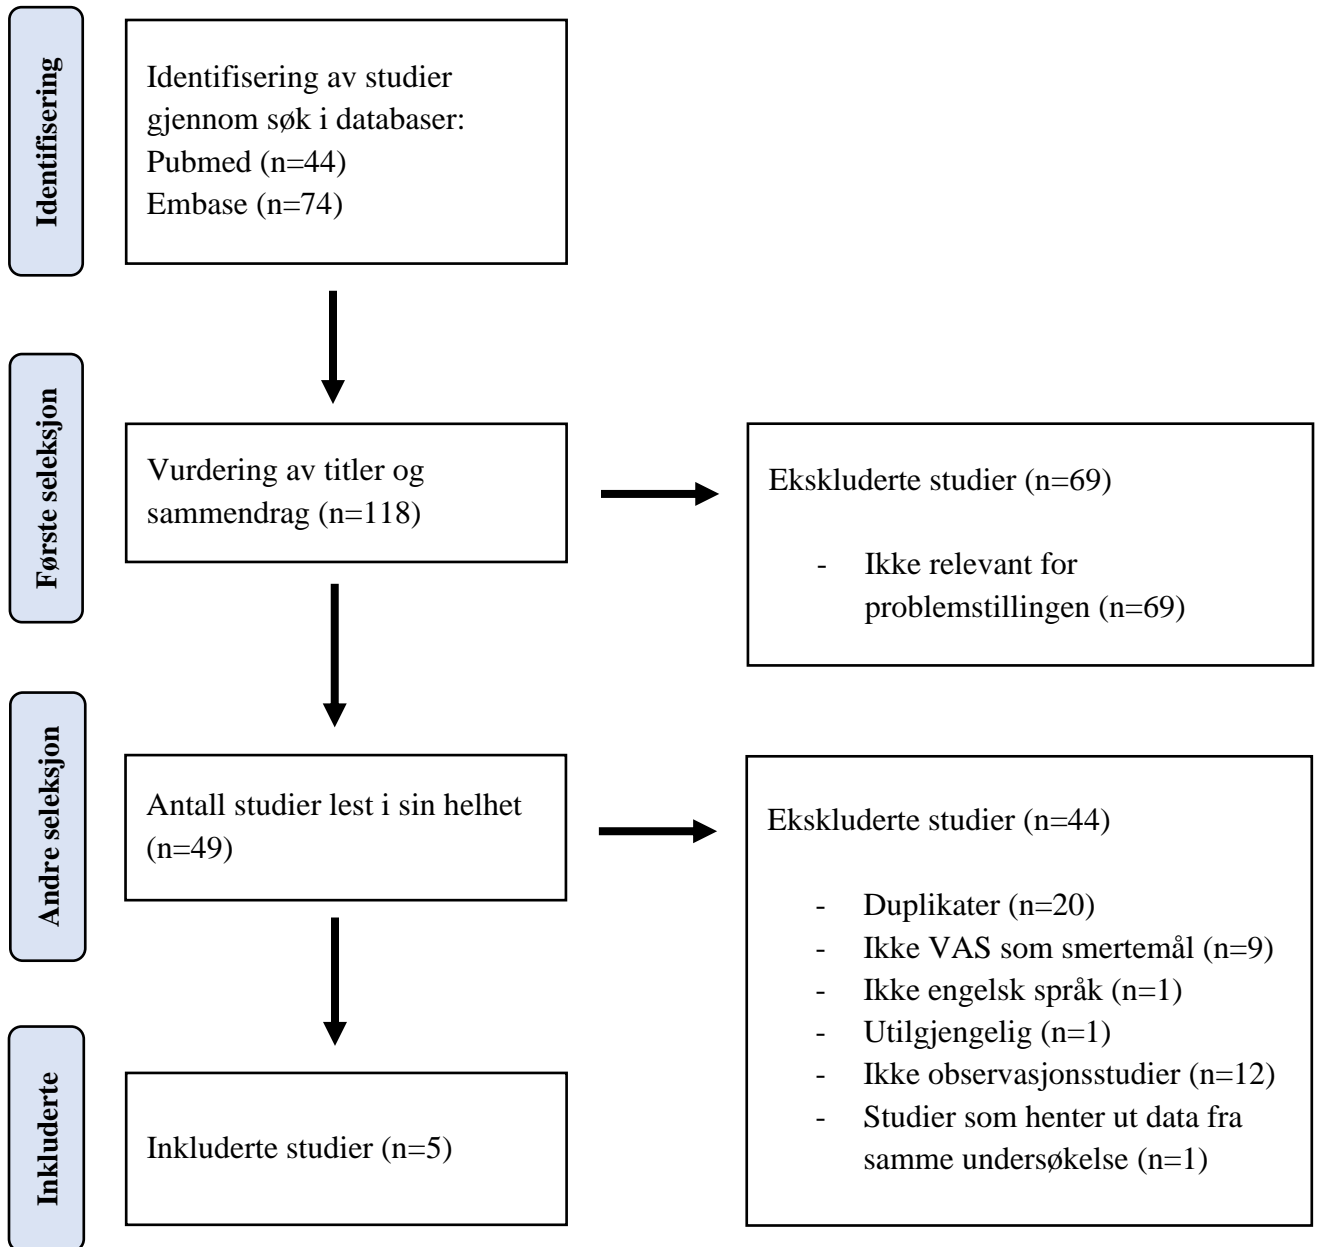 Identifisering
Identifisering av studier
gjennom søk i databaser:
Pubmed (n=44)
Embase (n=74)
Første seleksjon
Vurdering av titler og
sammendrag (n=118)
Ekskluderte studier (n=69)
- Ikke relevant for
problemstillingen (n=69)
Andre seleksjon
Antall studier lest i sin helhet
(n=49)
Ekskluderte studier (n=44)
- Duplikater (n=20)
- Ikke VAS som smertemål (n=9)
- Ikke engelsk språk (n=1)
- Utilgjengelig (n=1)
- Ikke observasjonsstudier (n=12)
- Studier som henter ut data fra
samme undersøkelse (n=1)
Inkluderte
Inkluderte studier (n=5)